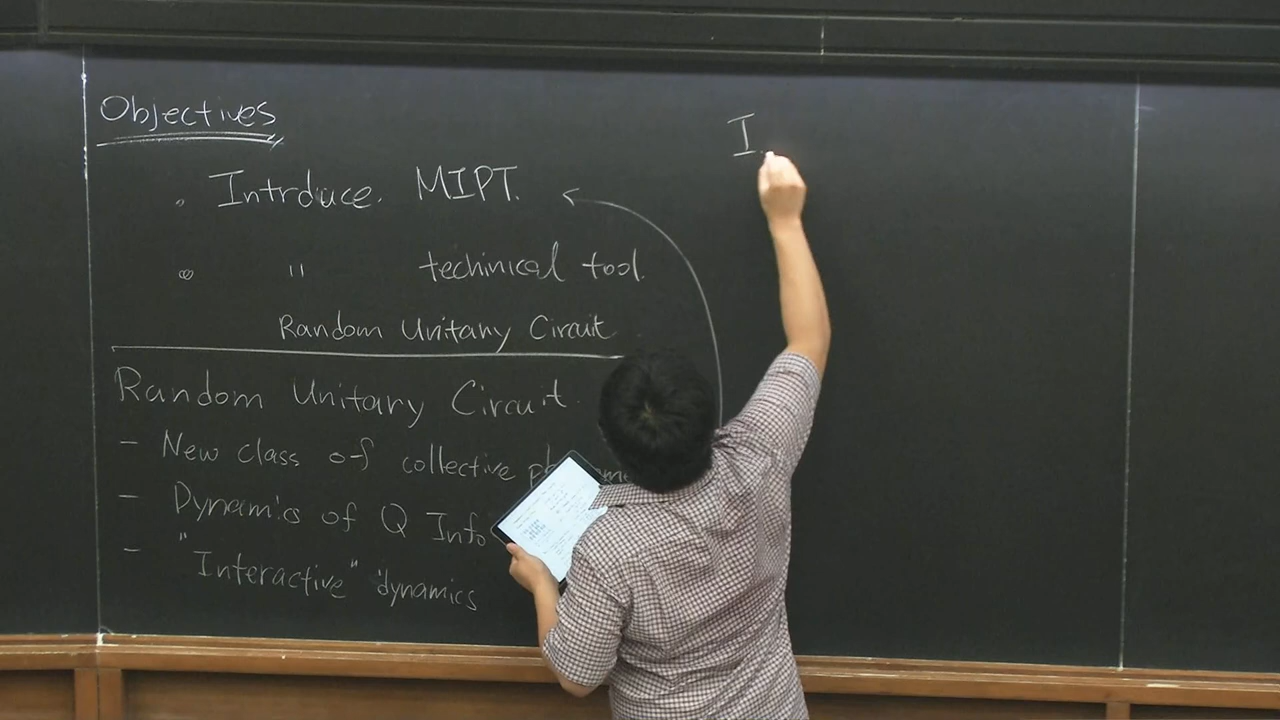 Objectives
. Intrduce. MIPT.
" techinical tool.
Random Unitary Circuit
Random Unitary Circuit.
- New class of collective
- Dynamics of Q Info
- "Interactive" dynamics
I.